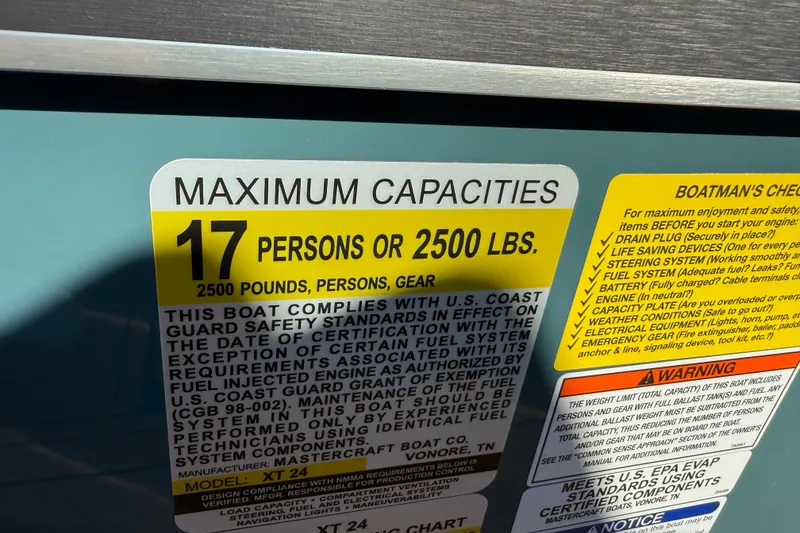 MAXIMUM CAPACITIES
17 PERSONS OR 2500 LBS.
2500 POUNDS, PERSONS, GEAR
THIS BOAT COMPLIES WITH U.S. COAST
GUARD SAFETY STANDARDS IN EFFECT ON
THE DATE OF CERTIFICATION WITH THE
EXCEPTION OF CERTAIN FUEL SYSTEM
REQUIREMENTS ASSOCIATED WITH ITS
FUEL INJECTED ENGINE AS AUTHORIZED BY
U.S. COAST GUARD GRANT OF EXEMPTION
(CGB 98-002), MAINTENANCE OF THE FUEL
SYSTEM IN THIS BOAT SHOULD BE
PERFORMED ONLY BY EXPERIENCED
TECHNICIANS USING IDENTICAL FUEL
SYSTEM COMPONENTS.
MANUFACTURER: MASTERCRAFT BOAT CO.
VONORE, TN
MODEL: XT 24
DESIGN COMPLIANCE WITH NMMA REQUIREMENTS BELOW IS
VERIFIED. MFGR. RESPONSIBLE FOR PRODUCTION CONTROL
LOAD CAPACITY • COMPARTMENT VENTILATION
STEERING, FUEL AND ELECTRICAL SYSTEMS
NAVIGATION LIGHTS • MANEUVERABILITY
XT 24
CHART
BOATMAN'S CHEC
For maximum enjoyment and safety,
items BEFORE you start your engine:
✓ DRAIN PLUG (Securely in place?)
✓ LIFE SAVING DEVICES (One for every pe
✓ STEERING SYSTEM (Working smoothly a
✓ FUEL SYSTEM (Adequate fuel? Leaks? Fum
✓ BATTERY (Fully charged? Cable terminals cl
✓ ENGINE (In neutral?)
✓ CAPACITY PLATE (Are you overloaded or overp
✓ WEATHER CONDITIONS (Safe to go out?)
✓ ELECTRICAL EQUIPMENT (Lights, horn, pump, e
✓ EMERGENCY GEAR (Fire extinguisher, bailer, padd
anchor & line, signaling device, tool kit, etc.?)
WARNING
THE WEIGHT LIMIT (TOTAL CAPACITY) OF THIS BOAT INCLUDES
PERSONS AND GEAR WITH FULL BALLAST TANK(S) AND FUEL. ANY
ADDITIONAL BALLAST WEIGHT MUST BE SUBTRACTED FROM THE
TOTAL CAPACITY, THUS REDUCING THE NUMBER OF PERSONS
AND/OR GEAR THAT MAY BE ON BOARD THE BOAT.
SEE THE "COMMON SENSE APPROACH" SECTION OF THE OWNER'S
MANUAL FOR ADDITIONAL INFORMATION.
MEETS U.S. EPA EVAP
STANDARDS USING
CERTIFIED COMPONENTS
MASTERCRAFT BOATS, VONORE, TN
NOTICE
on this boat may be